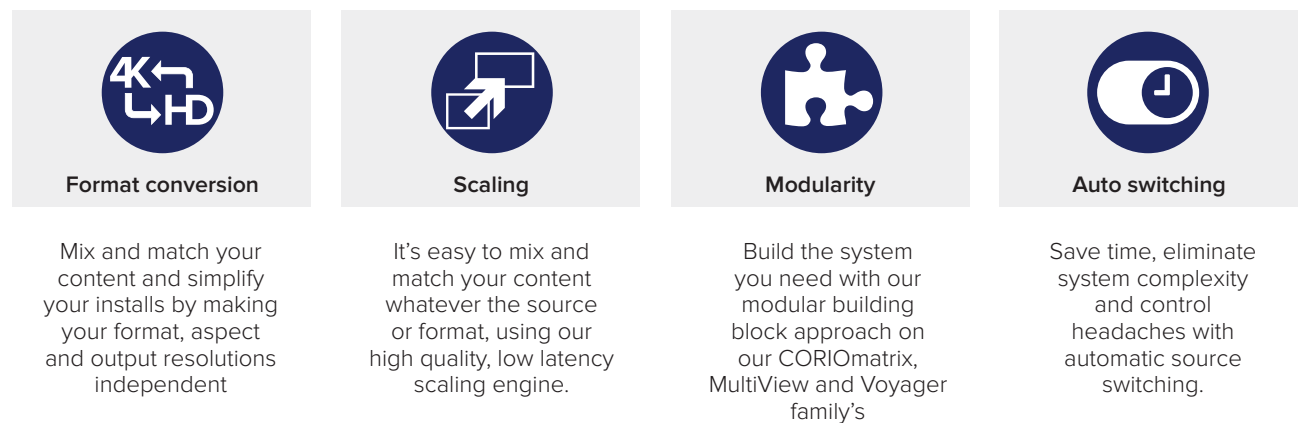 4K
HD
Format conversion
Mix and match your
content and simplify
your installs by making
your format, aspect
and output resolutions
independent
Scaling
It's easy to mix and
match your content
whatever the source
or format, using our
high quality, low latency
scaling engine.
Modularity
Build the system
you need with our
modular building
block approach on
our CORIOmatrix,
MultiView and Voyager
family's
Auto switching
Save time, eliminate
system complexity
and control
headaches with
automatic source
switching.